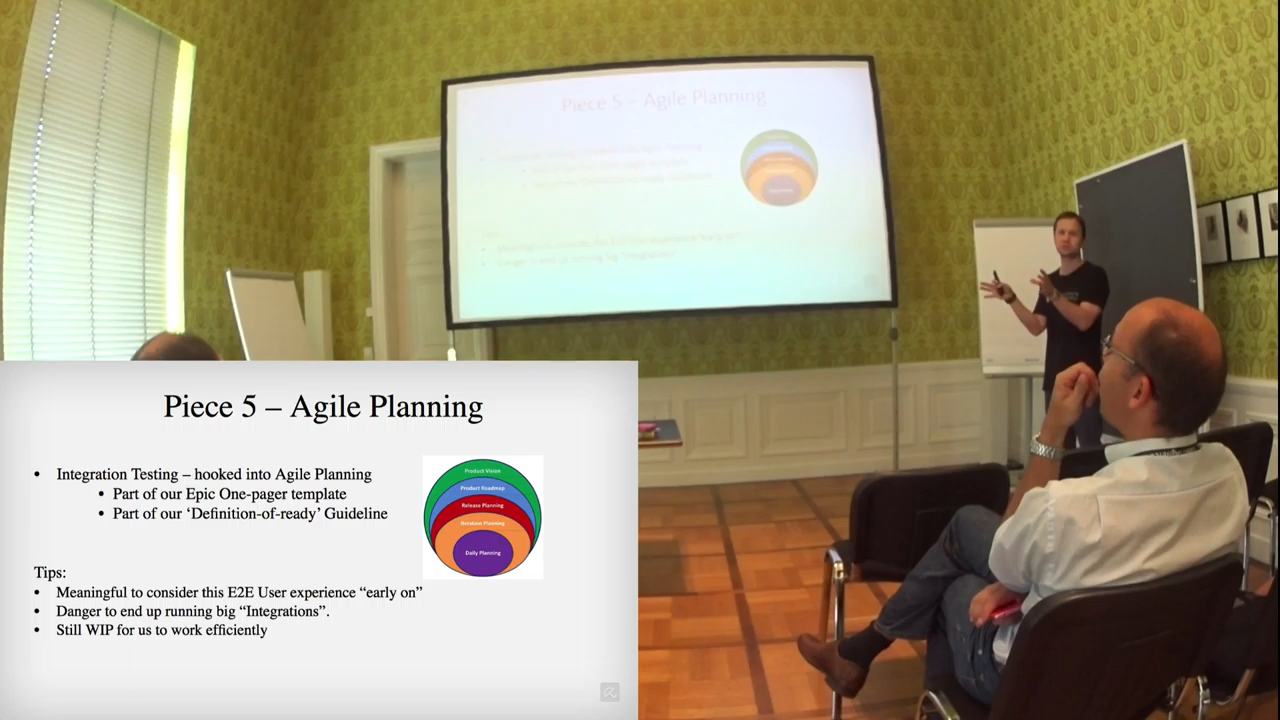 Piece 5 – Agile Planning
Piece 5 – Agile Planning
• Integration Testing – hooked into Agile Planning
• Part of our Epic One-pager template
• Part of our ‘Definition-of-ready’ Guideline
Product Vision
Product Roadmap
Release Planning
Iteration Planning
Daily Planning
Tips:
• Meaningful to consider this E2E User experience “early on”
• Danger to end up running big “Integrations”.
• Still WIP for us to work efficiently